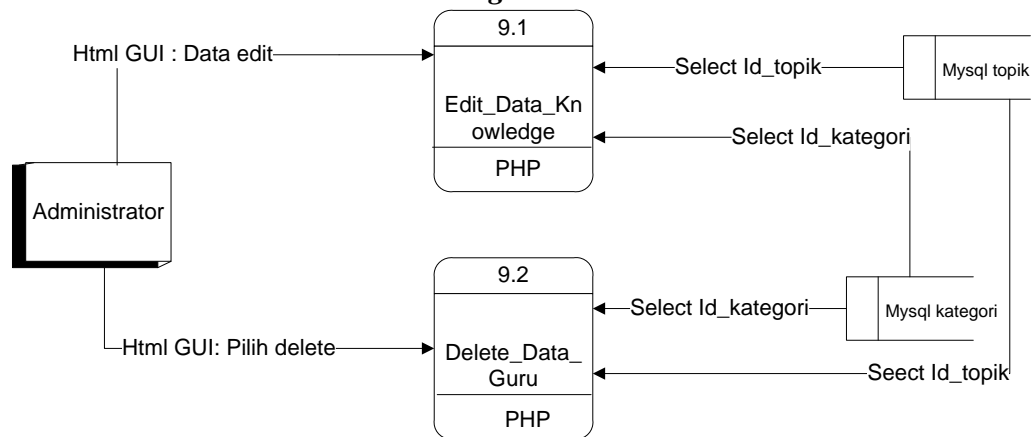 9.1
Html GUI : Data edit
Select Id_topik
Mysql topik
Edit_Data_Kn
owledge
Select Id_kategori
PHP
Administrator
9.2
Select Id_kategori
Mysql kategori
Html GUI: Pilih delete
Delete_Data_
Guru
Seect Id_topik
PHP